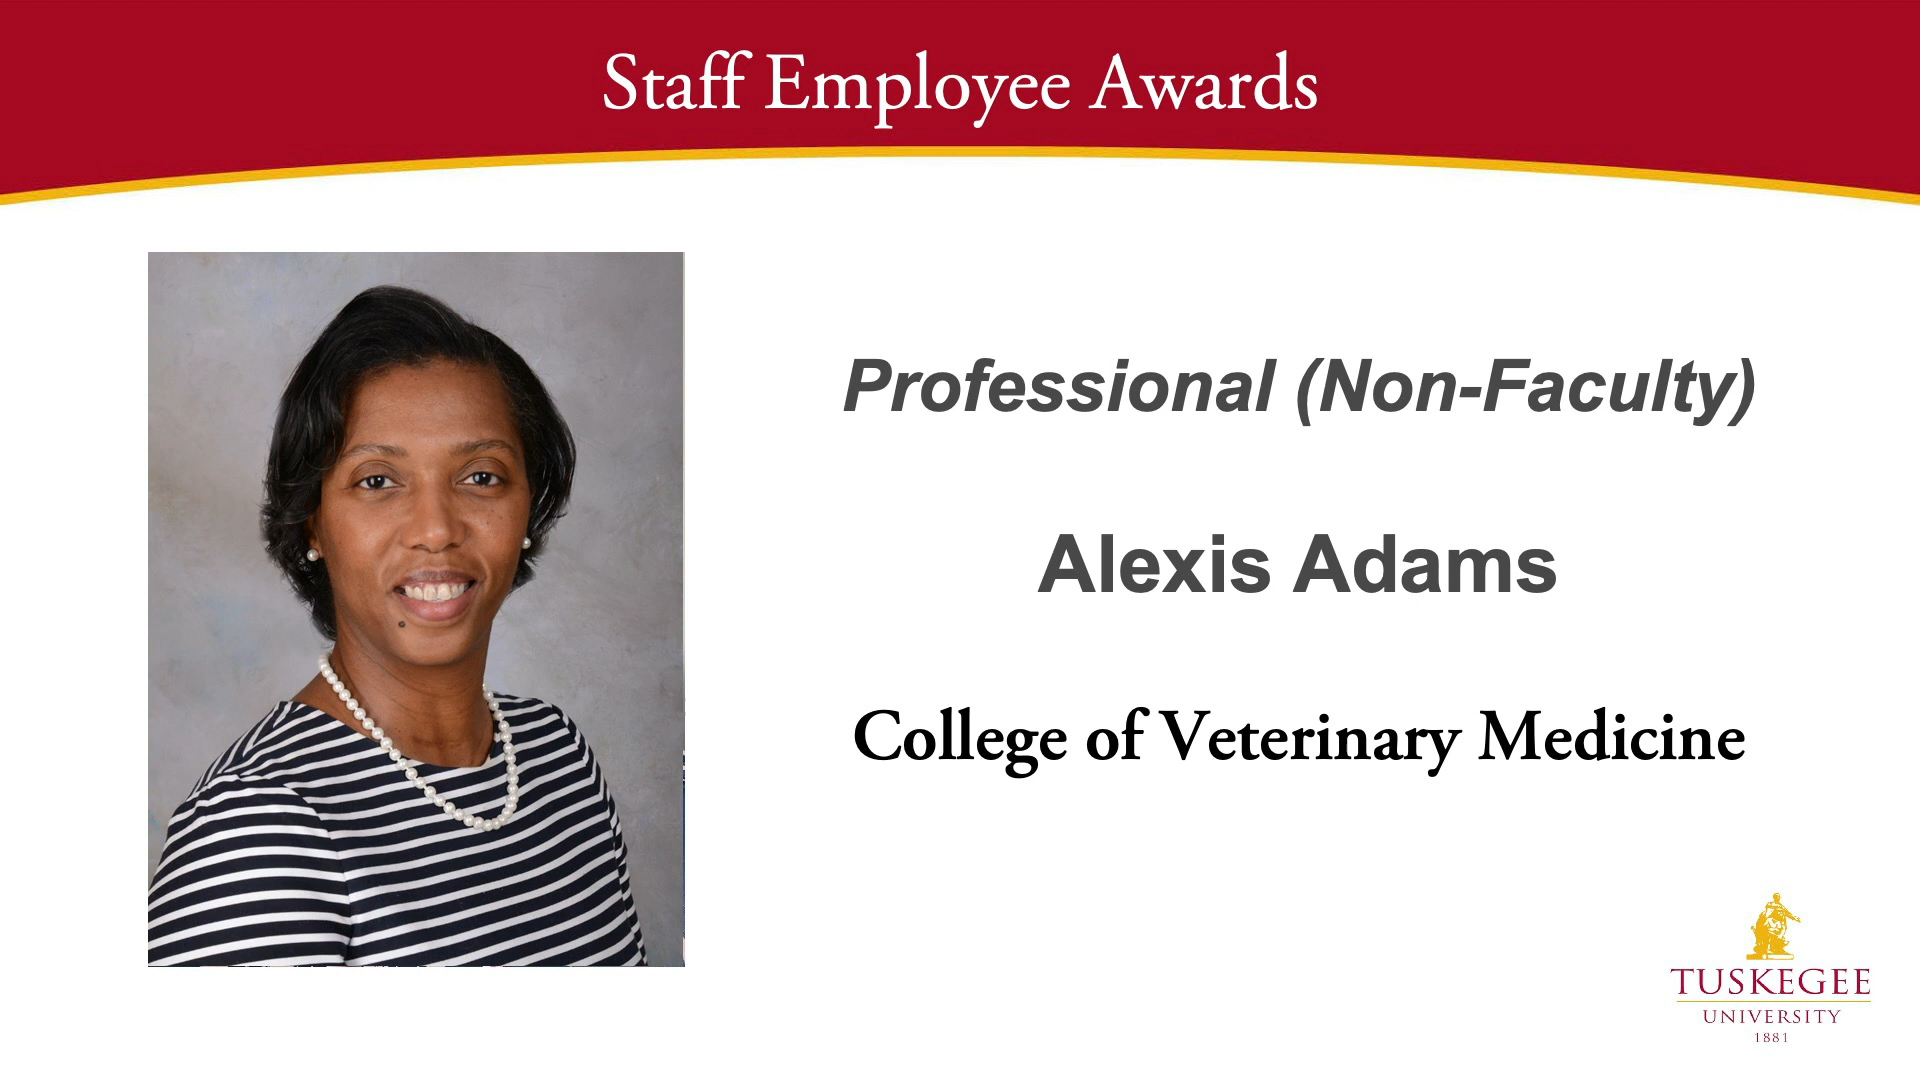 Staff Employee Awards
Professional (Non-Faculty)
Alexis Adams
College of Veterinary Medicine
TUSKEGEE
UNIVERSITY
1881